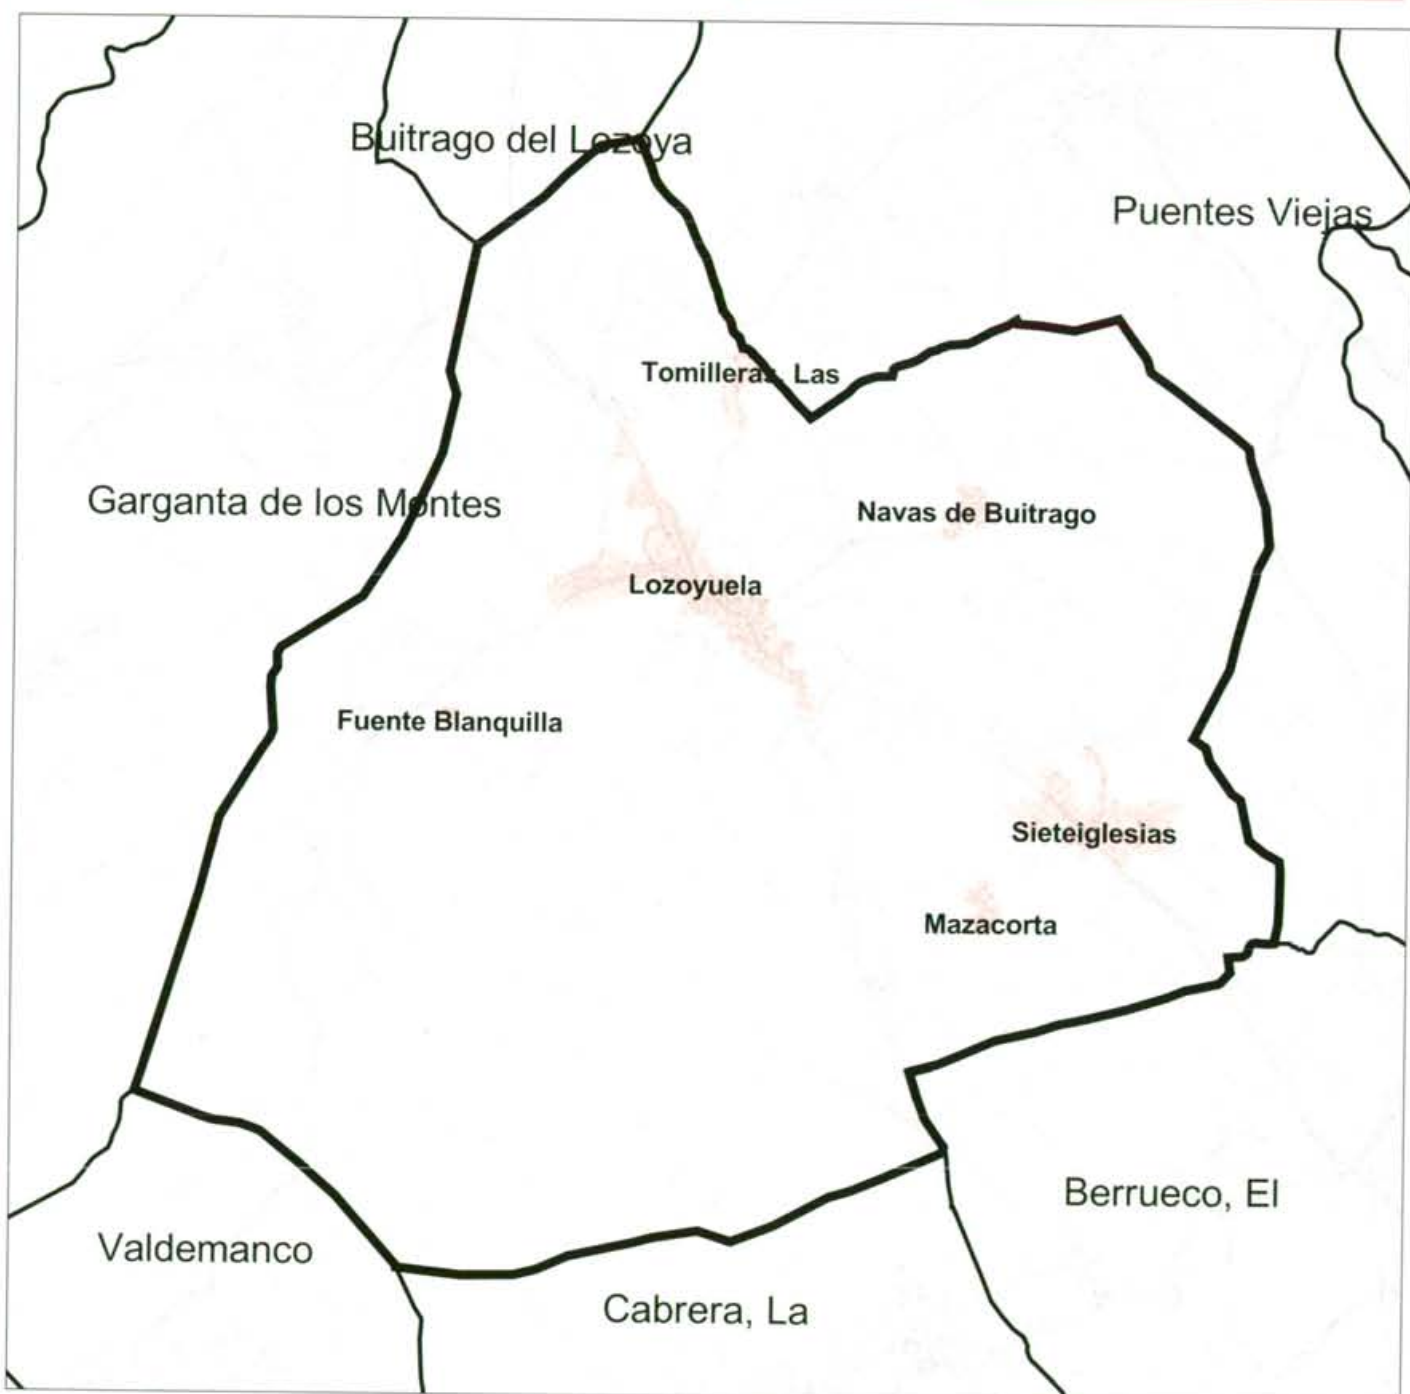 Buitrago del Lozoya
Puentes Viejas
Tomilleras, Las
Garganta de los Montes
Navas de Buitrago
Lozoyuela
Fuente Blanquilla
Sieteiglesias
Mazacorta
Berrueco, El
Valdemanco
Cabrera, La